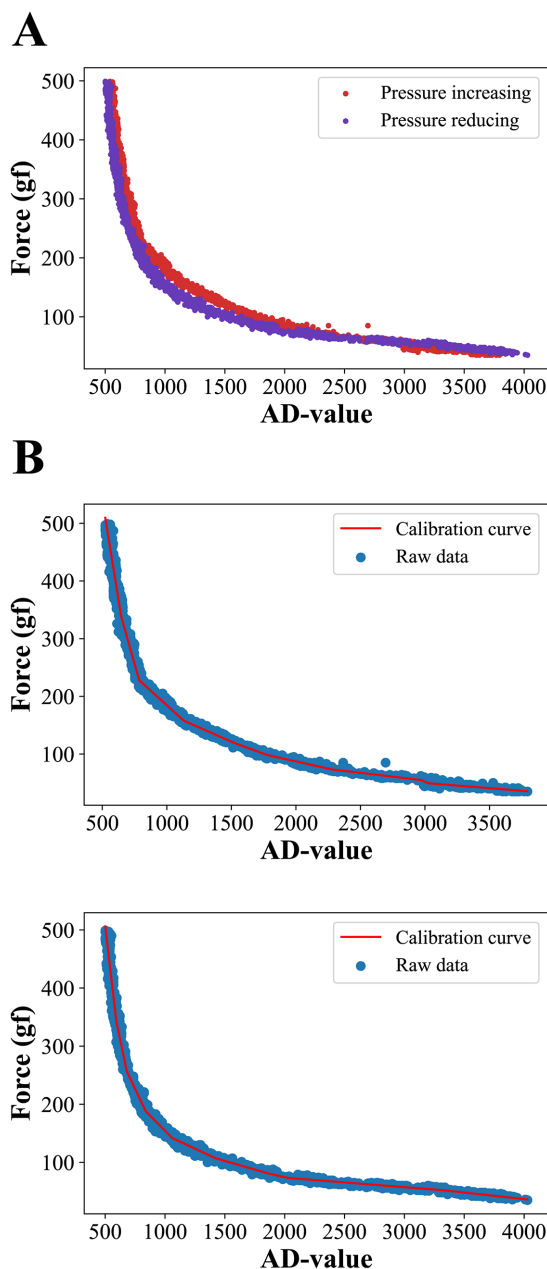 A
500
400
300
200
100
Force (gf)
Pressure increasing
Pressure reducing
500 1000 1500 2000 2500 3000 3500 4000
AD-value
B
500
400
300
200
100
Force (gf)
Calibration curve
Raw data
500 1000 1500 2000 2500 3000 3500
AD-value
500
400
300
200
100
Force (gf)
Calibration curve
Raw data
500 1000 1500 2000 2500 3000 3500 4000
AD-value